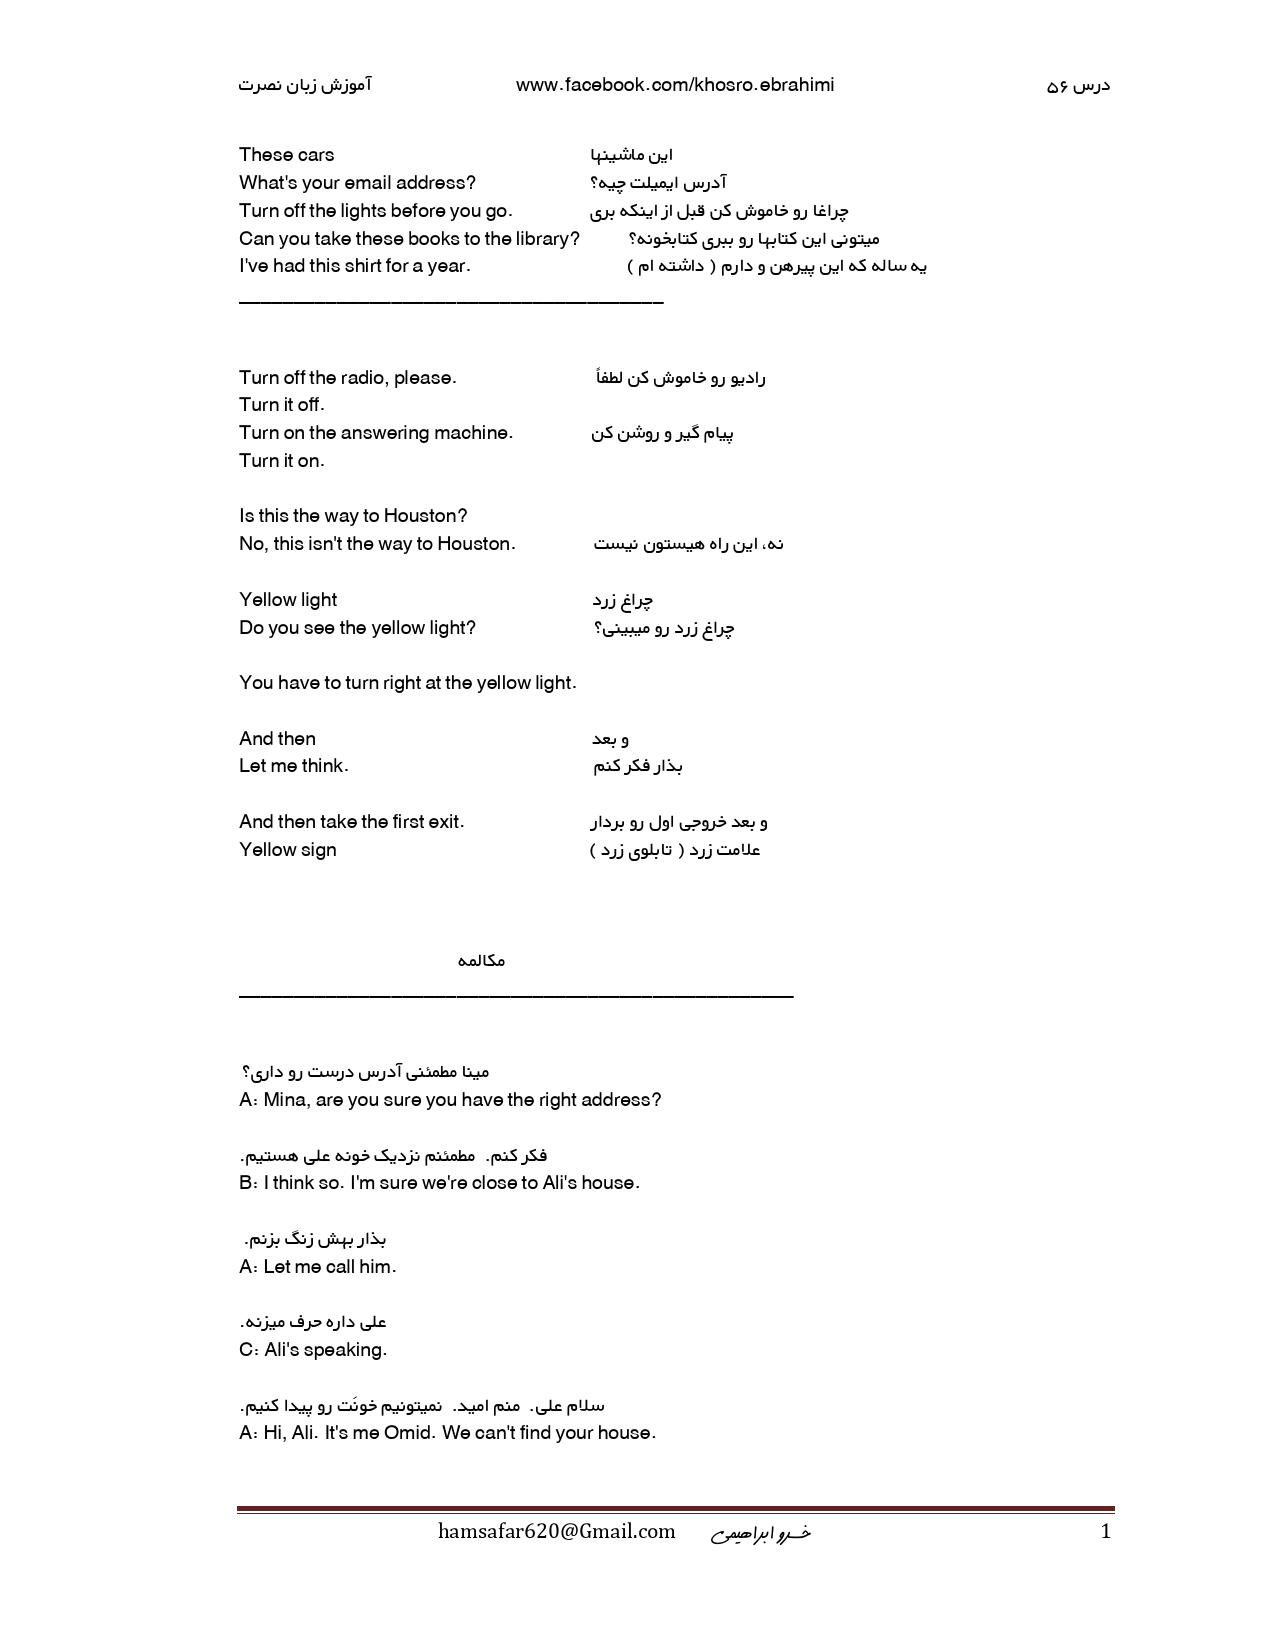 آموزش زبان نصرت www.facebook.com/khosro.ebrahimi درس ۵۶
These cars این ماشینها
What's your email address? آدرس ایمیلت چیه؟
Turn off the lights before you go. چراغا رو خاموش کن قبل از اینکه بری
Can you take these books to the library? میتونی این کتابها رو ببری کتابخونه؟
I've had this shirt for a year. یه ساله که این پیرهن و دارم ( داشته ام )
Turn off the radio, please. رادیو رو خاموش کن لطفاً
Turn it off.
Turn on the answering machine. پیام گیر و روشن کن
Turn it on.
Is this the way to Houston?
No, this isn't the way to Houston. نه، این راه هیستون نیست
Yellow light چراغ زرد
Do you see the yellow light? چراغ زرد رو میبینی؟
You have to turn right at the yellow light.
And then و بعد
Let me think. بذار فکر کنم
And then take the first exit. و بعد خروجی اول رو بردار
Yellow sign علامت زرد ( تابلوی زرد )
مکالمه
مینا مطمئنی آدرس درست رو داری؟
A: Mina, are you sure you have the right address?
فکر کنم. مطمئنم نزدیک خونه علی هستیم.
B: I think so. I'm sure we're close to Ali's house.
بذار بهش زنگ بزنم.
A: Let me call him.
علی داره حرف میزنه.
C: Ali's speaking.
سلام علی. منم امید. نمیتونیم خونَت رو پیدا کنیم.
A: Hi, Ali. It's me Omid. We can't find your house.
hamsafar620@Gmail.com خسرو ابراهیمی 1